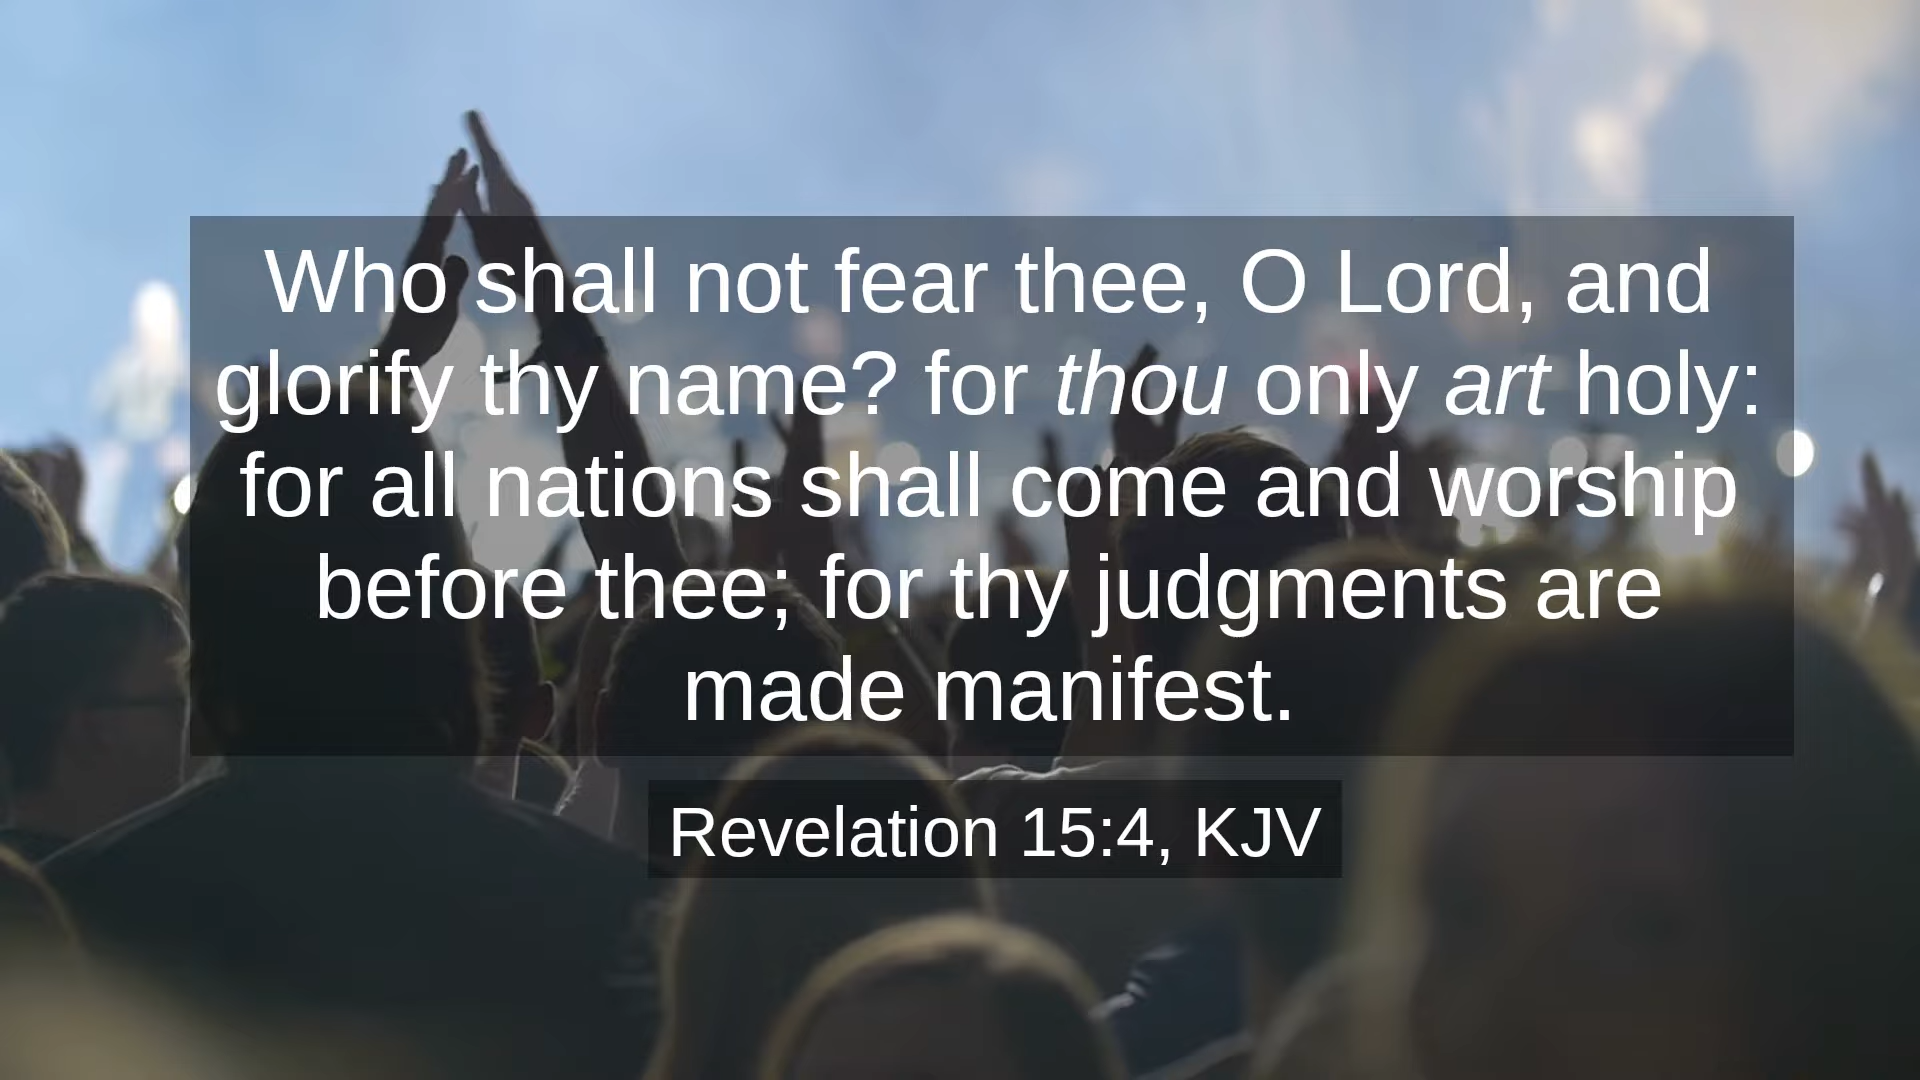 Who shall not fear thee, O Lord, and
glorify thy name? for thou only art holy:
for all nations shall come and worship
before thee; for thy judgments are
made manifest.
Revelation 15:4, KJV